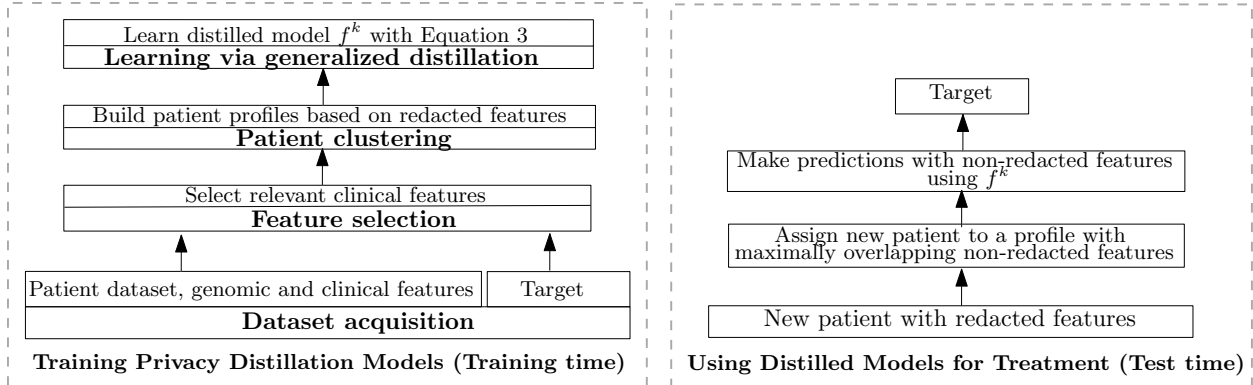 Learn distilled model f^k with Equation 3
Learning via generalized distillation
Build patient profiles based on redacted features
Patient clustering
Select relevant clinical features
Feature selection
Patient dataset, genomic and clinical features
Target
Dataset acquisition
Training Privacy Distillation Models (Training time)
Target
Make predictions with non-redacted features
using f^k
Assign new patient to a profile with
maximally overlapping non-redacted features
New patient with redacted features
Using Distilled Models for Treatment (Test time)